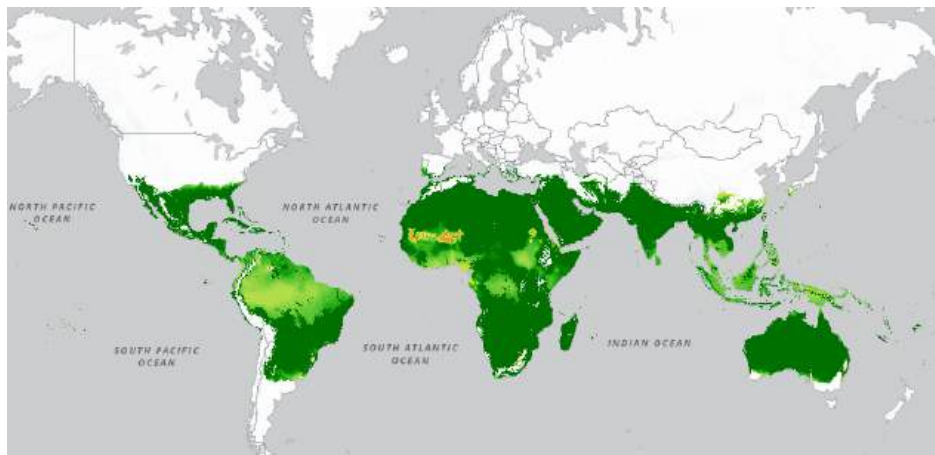 NORTH PACIFIC
OCEAN
NORTH ATLANTIC
OCEAN
SOUTH PACIFIC
OCEAN
SOUTH ATLANTIC
OCEAN
INDIAN OCEAN